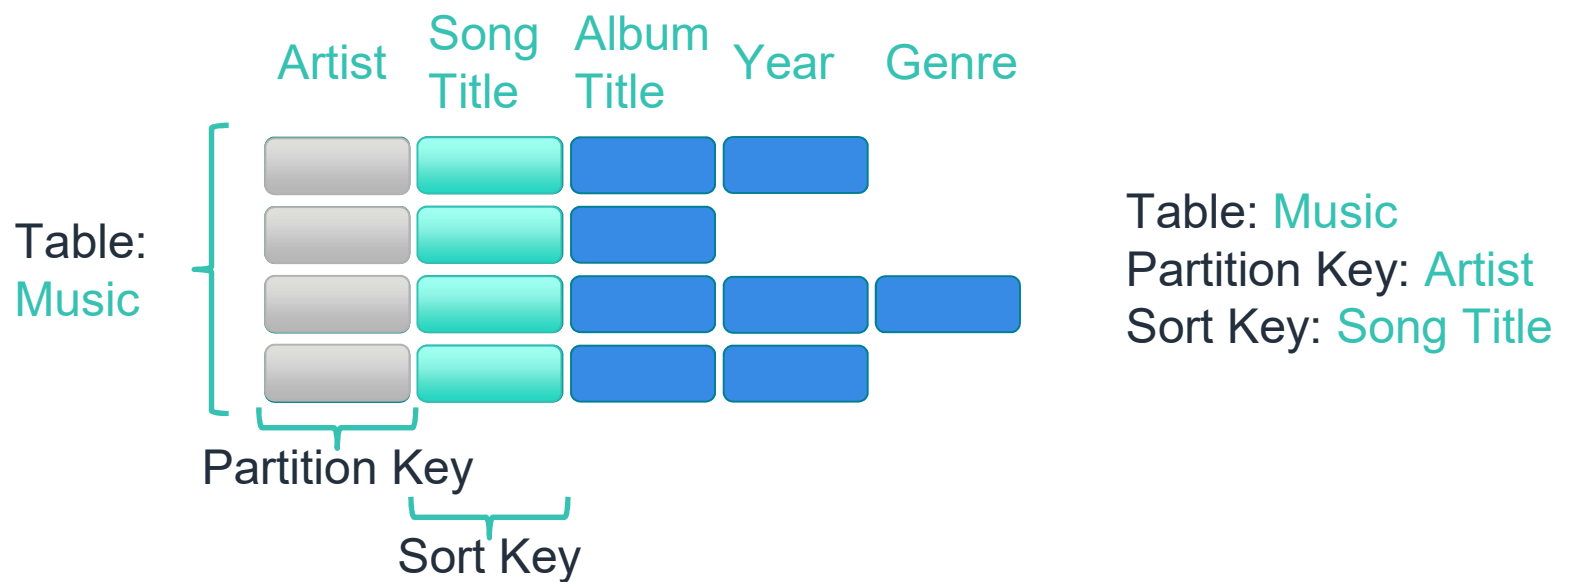 Artist
Song
Title
Album
Title
Year
Genre
Table:
Music
Partition Key
Sort Key
Table: Music
Partition Key: Artist
Sort Key: Song Title